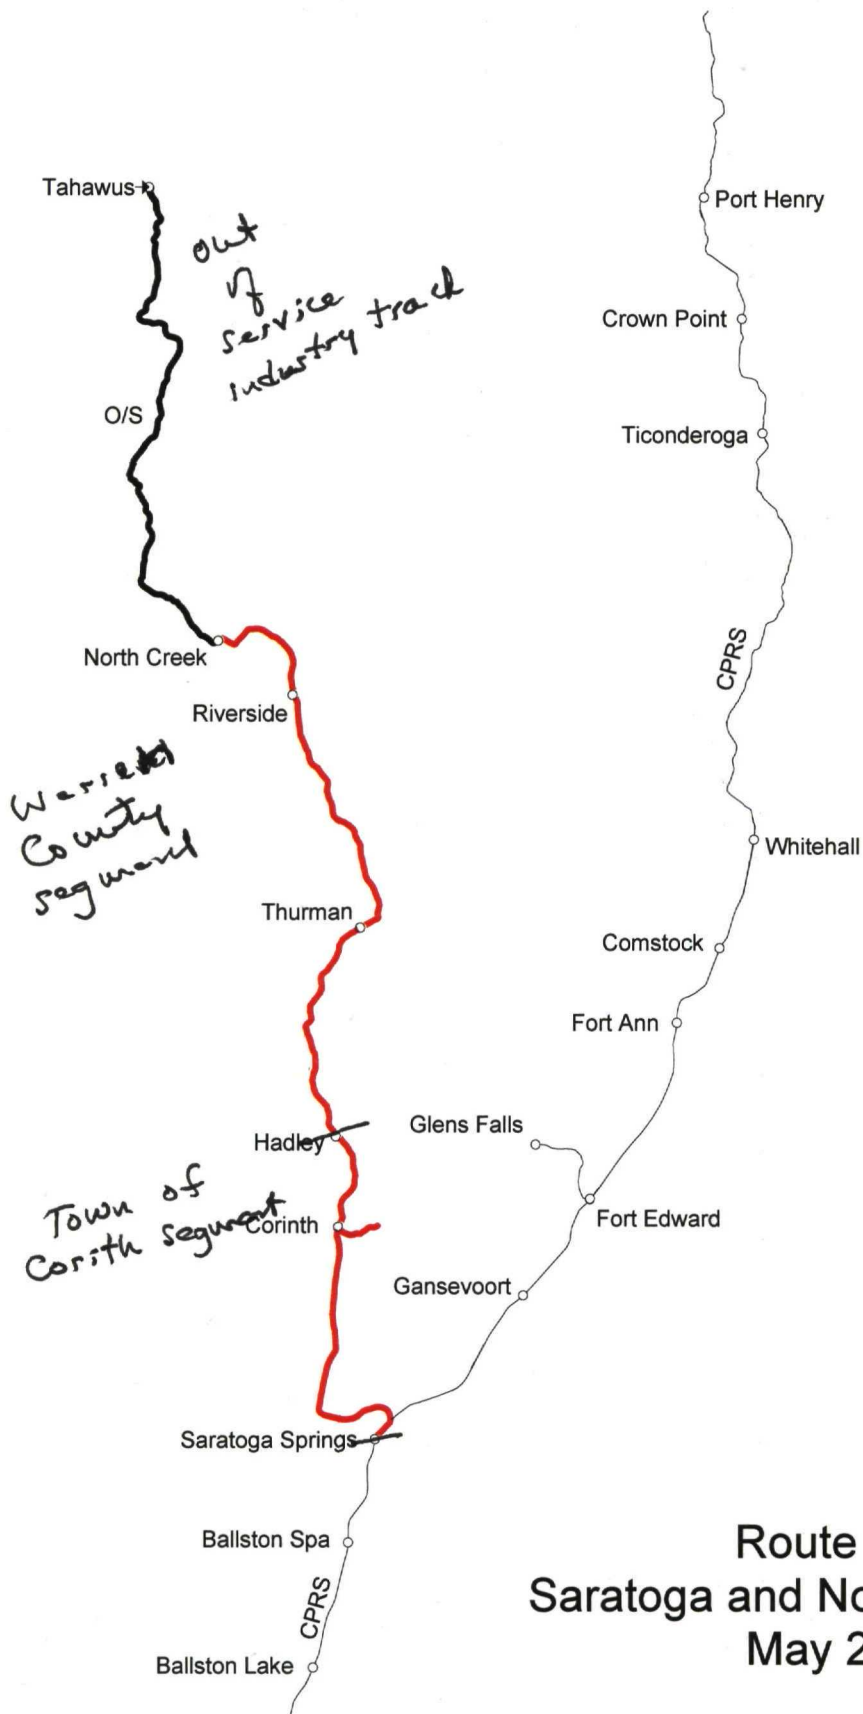 Tahawus
Port Henry
out
of
service
industry track
Crown Point
O/S
Ticonderoga
North Creek
CPRS
Riverside
County
segment
Whitehall
Thurman
Comstock
Fort Ann
Glens Falls
Hadley
Town of
Corith segment
Corinth
Fort Edward
Gansevoort
Saratoga Springs
Ballston Spa
CPRS
Ballston Lake
Route
Saratoga and No
May 2